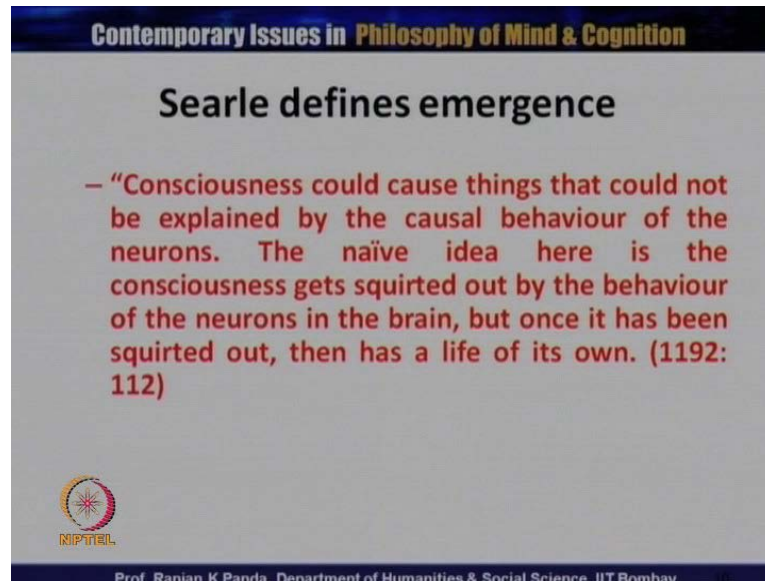 Contemporary Issues in Philosophy of Mind & Cognition
Searle defines emergence
– “Consciousness could cause things that could not
be explained by the causal behaviour of the
neurons. The naïve idea here is the
consciousness gets squirted out by the behaviour
of the neurons in the brain, but once it has been
squirted out, then has a life of its own. (1192:
112)
NPTEL
Prof. Ranjan K Panda, Department of Humanities & Social Science, IIT Bombay